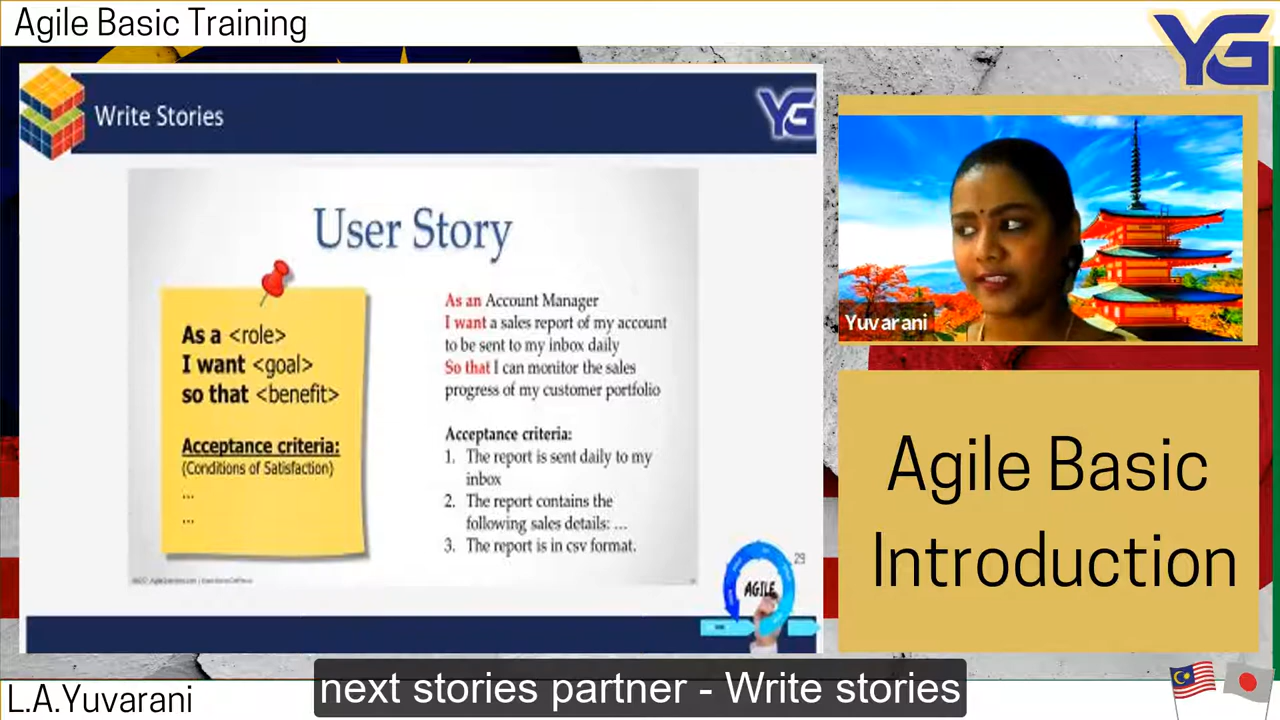 Agile Basic Training
YG
Write Stories
YG
User Story
As a <role>
I want <goal>
so that <benefit>
Acceptance criteria:
(Conditions of Satisfaction)
...
...
As an Account Manager
I want a sales report of my account
to be sent to my inbox daily
So that I can monitor the sales
progress of my customer portfolio
Acceptance criteria:
1. The report is sent daily to my
inbox
2. The report contains the
following sales details: ...
3. The report is in csv format.
29
AGILE
Yuvarani
Agile Basic
Introduction
next stories partner - Write stories
L.A.Yuvarani